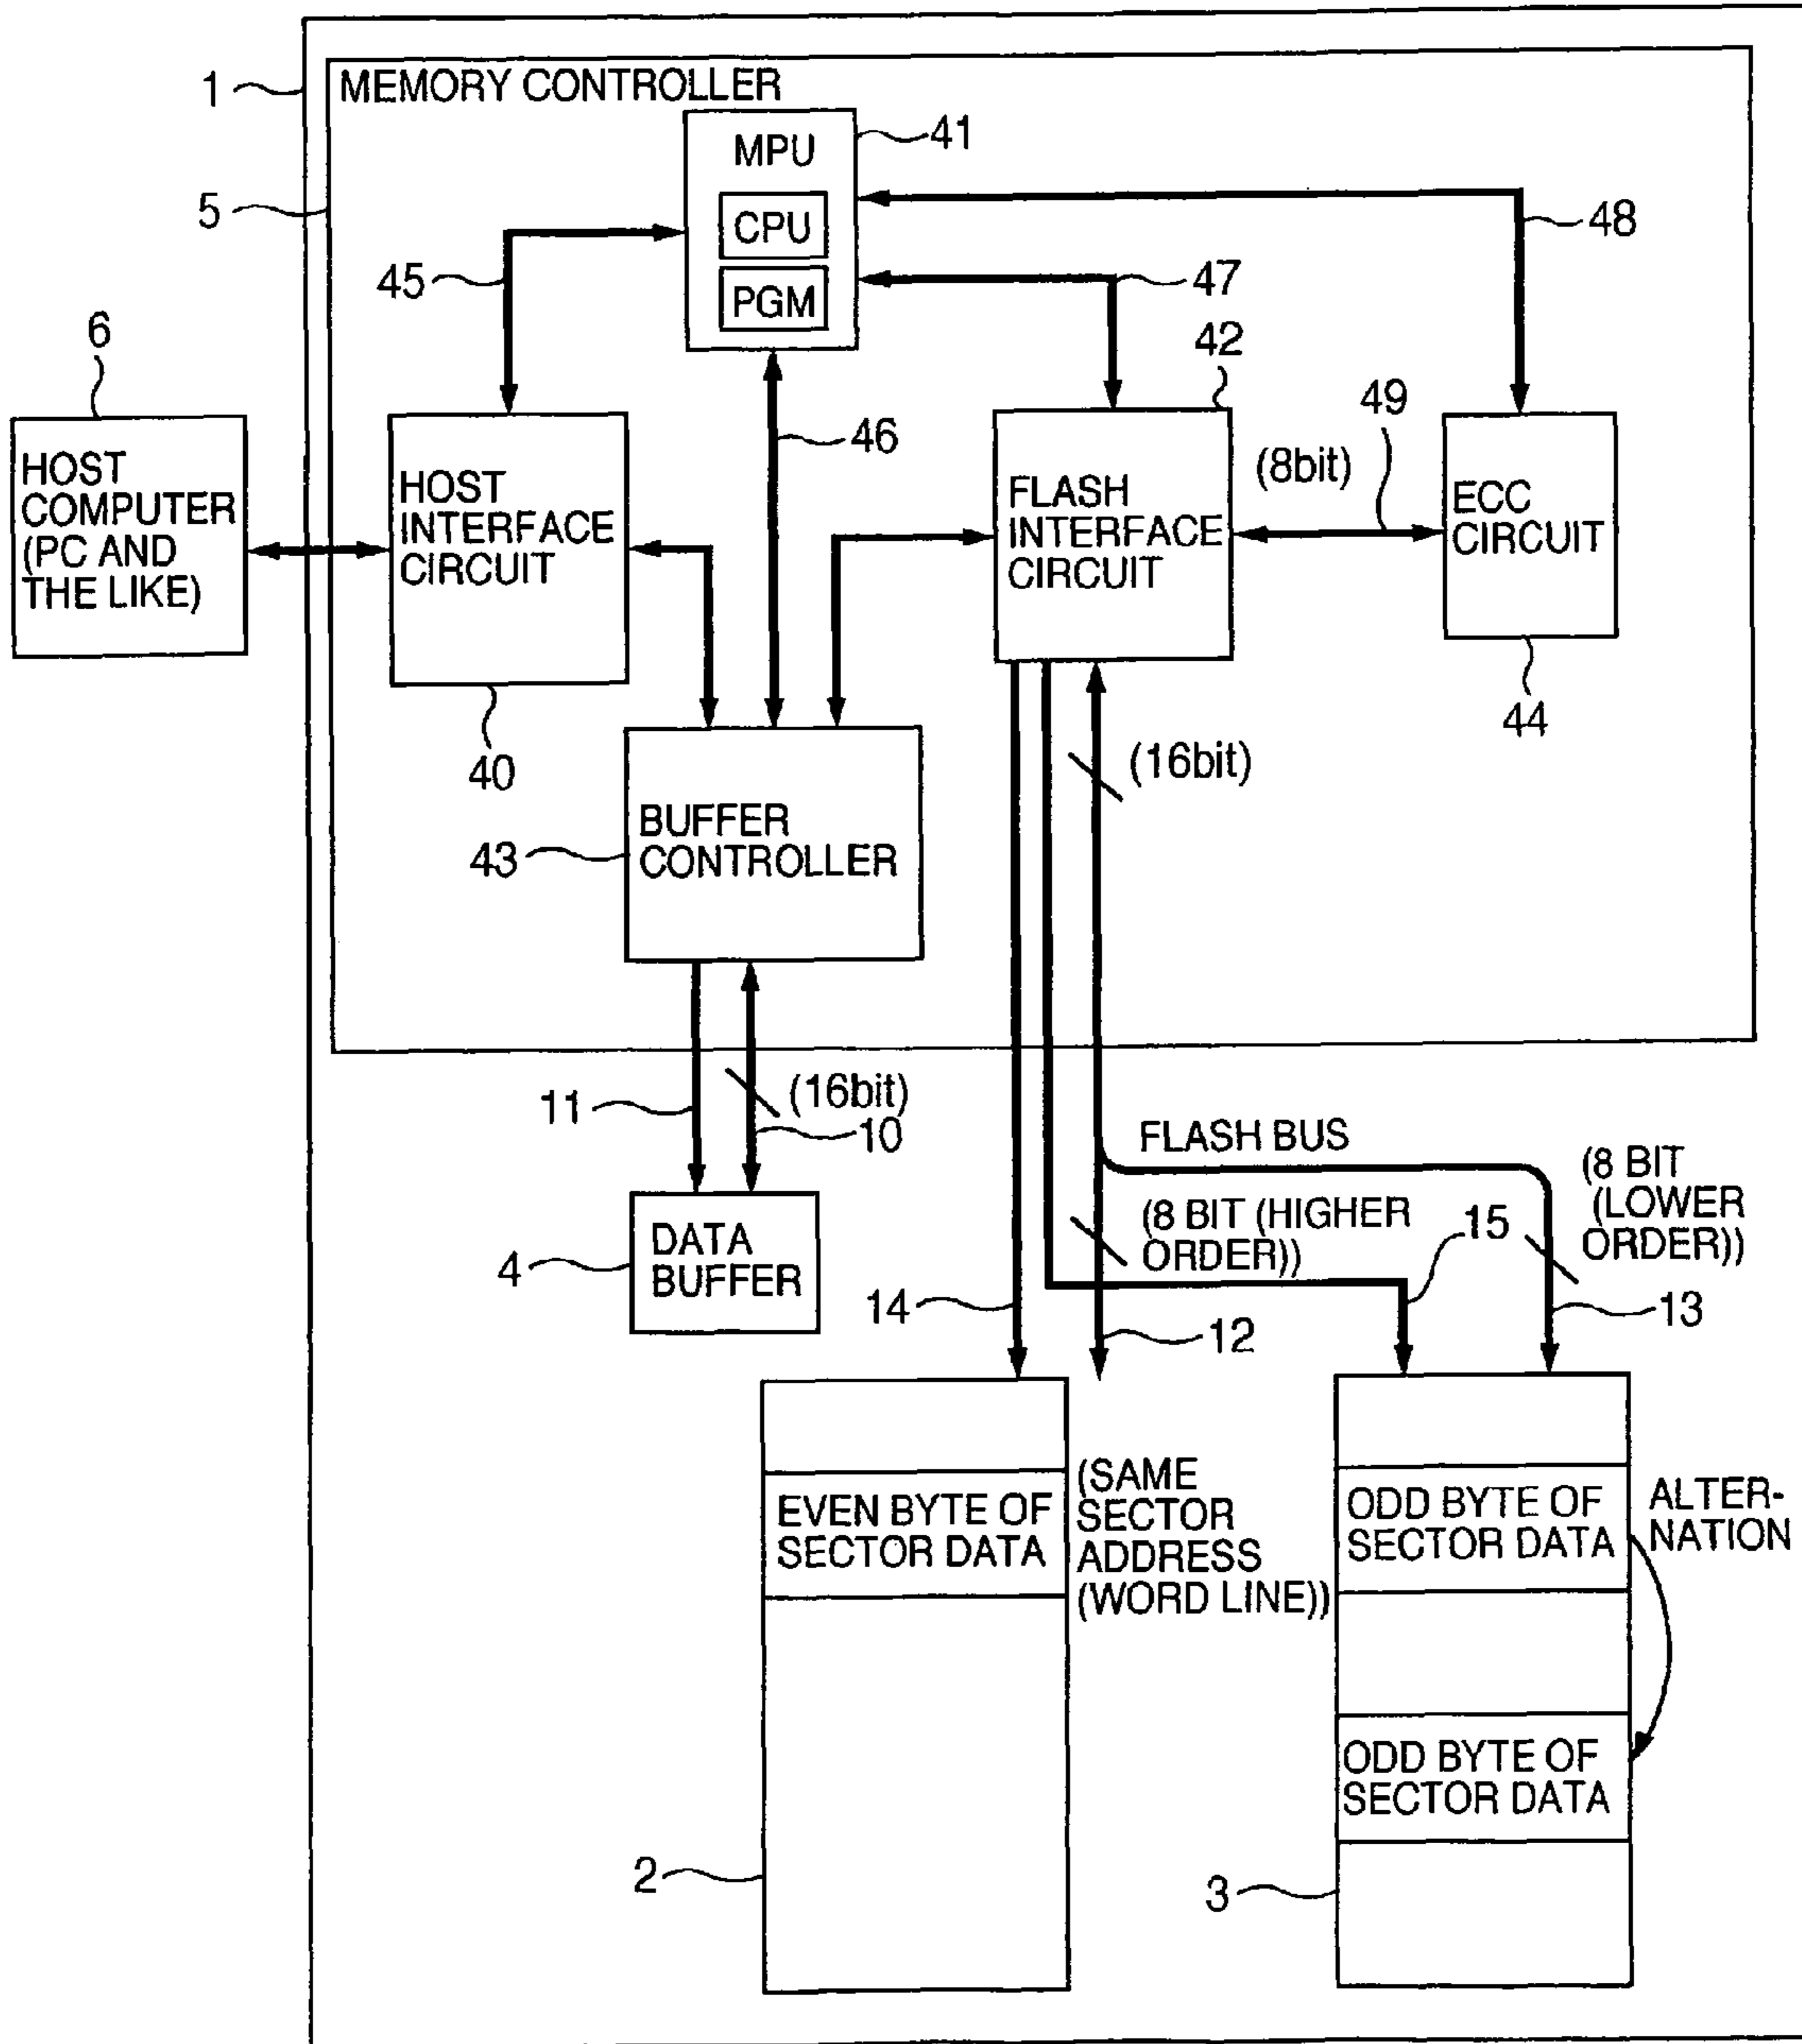 1
MEMORY CONTROLLER
41
MPU
5
CPU
48
45
47
PGM
6
42
49
46
(8bit)
HOST
COMPUTER
(PC AND
THE LIKE)
HOST
INTERFACE
CIRCUIT
FLASH
INTERFACE
CIRCUIT
ECC
CIRCUIT
44
40
(16bit)
BUFFER
CONTROLLER
43
11
(16bit)
10
FLASH BUS
(8 BIT
(LOWER
ORDER))
(8 BIT (HIGHER
ORDER))
15
DATA
BUFFER
4
14
12
13
EVEN BYTE OF
SECTOR DATA
(SAME
SECTOR
ADDRESS
(WORD LINE))
ODD BYTE OF
SECTOR DATA
ALTER-
NATION
ODD BYTE OF
SECTOR DATA
2
3